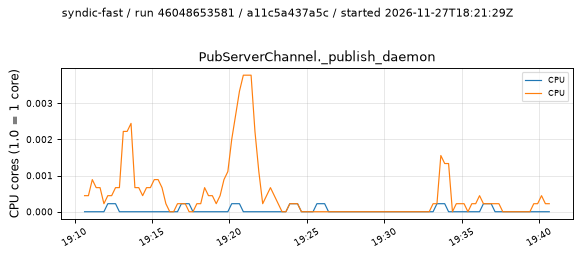 syndic-fast / run 46048653581 / a11c5a437a5c / started 2026-11-27T18:21:29Z
PubServerChannel._publish_daemon
CPU cores (1.0 = 1 core)
0.003
0.002
0.001
0.000
CPU
CPU
19:10
19:15
19:20
19:25
19:30
19:35
19:40